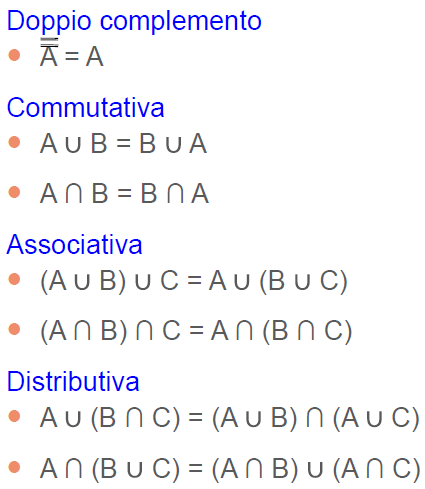 Doppio complemento
• A̿ = A
Commutativa
• A ∪ B = B ∪ A
• A ∩ B = B ∩ A
Associativa
• (A ∪ B) ∪ C = A ∪ (B ∪ C)
• (A ∩ B) ∩ C = A ∩ (B ∩ C)
Distributiva
• A ∪ (B ∩ C) = (A ∪ B) ∩ (A ∪ C)
• A ∩ (B ∪ C) = (A ∩ B) ∪ (A ∩ C)